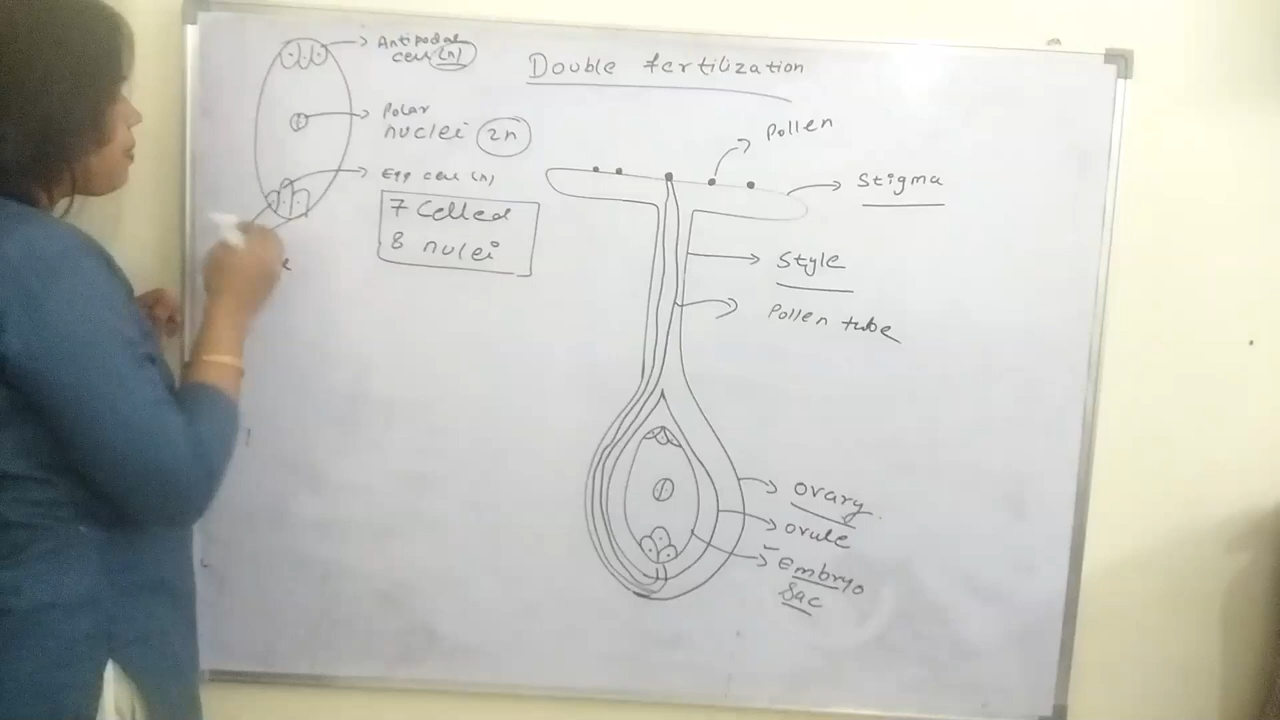 Antipodal
cell (n)
Double fertilization
Polar
nuclei 2n
Egg cell (n)
7 Celled
8 nulei
Pollen
Stigma
Style
Pollen tube
Ovary
Ovule
Embryo
Sac